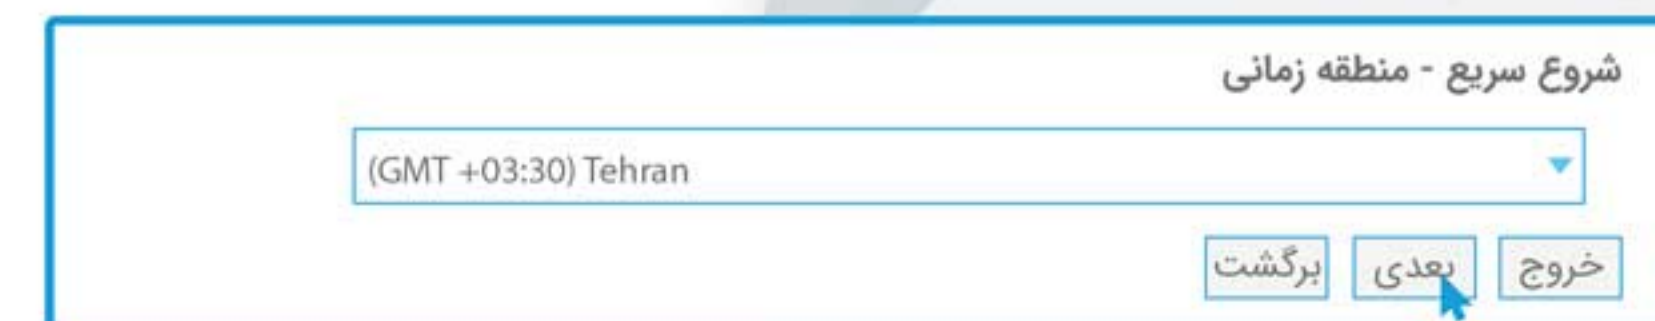 شروع سریع - منطقه زمانی
(GMT +03:30) Tehran
خروج بعدی برگشت